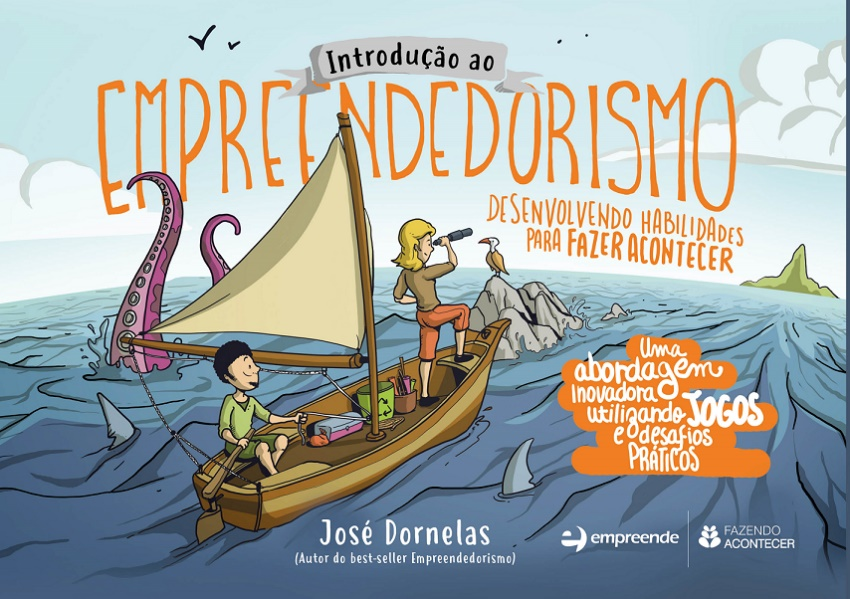 Introdução ao
EMPREENDEDORISMO
DESENVOLVENDO HABILIDADES
PARA FAZER ACONTECER
Uma
abordagem
inovadora
utilizando JOGOS
e desafios
PRÁTICOS
José Dornelas
(Autor do best-seller Empreendedorismo)
empreende
FAZENDO
ACONTECER